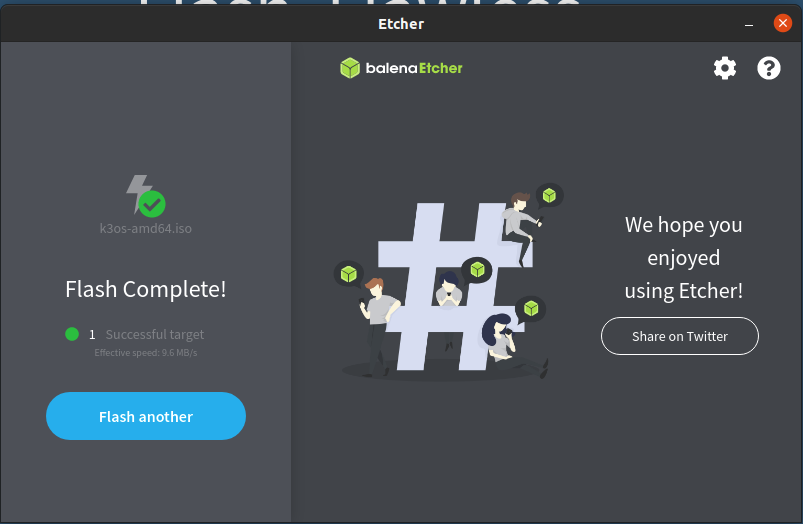 Etcher
balenaEtcher
k3os-amd64.iso
Flash Complete!
1 Successful target
Effective speed: 9.6 MB/s
Flash another
We hope you
enjoyed
using Etcher!
Share on Twitter